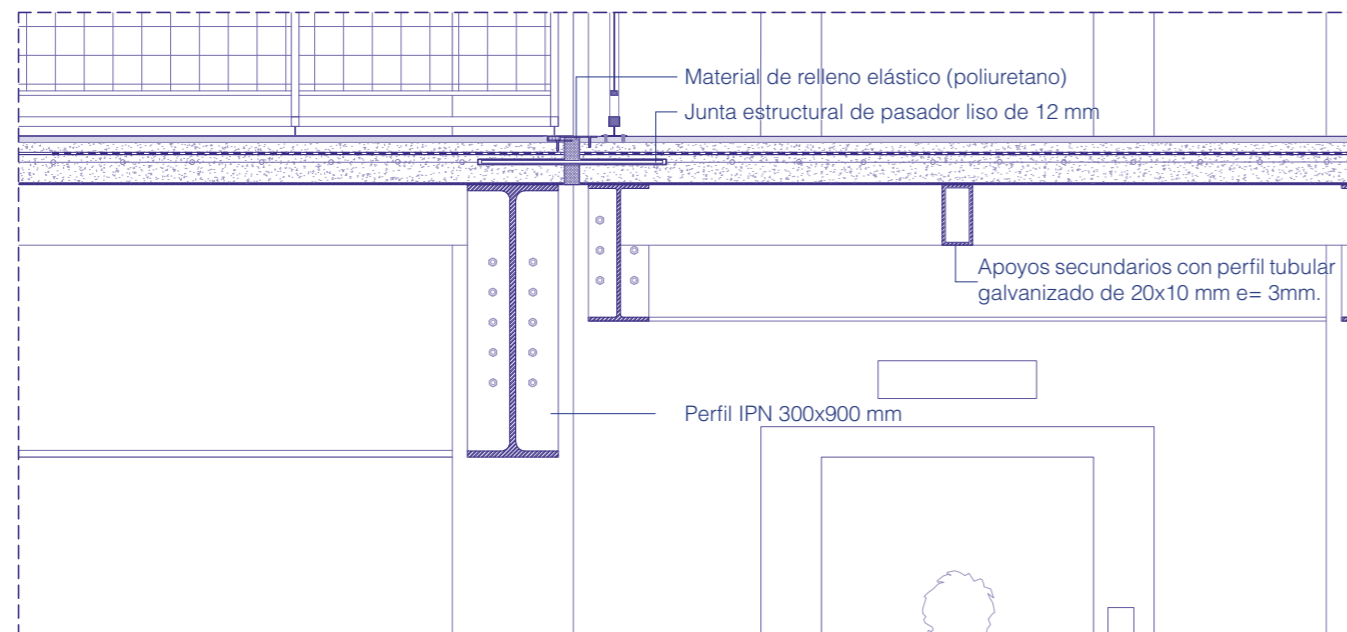 Material de relleno elástico (poliuretano)
Junta estructural de pasador liso de 12 mm
Apoyos secundarios con perfil tubular
galvanizado de 20x10 mm e= 3mm.
Perfil IPN 300x900 mm